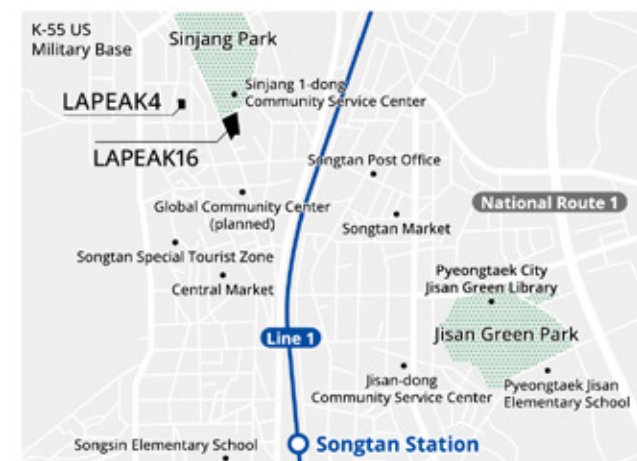 K-55 US
Military Base
Sinjang Park
LAPEAK4
Sinjang 1-dong
Community Service Center
LAPEAK16
Songtan Post Office
Global Community Center
(planned)
National Route 1
Songtan Market
Songtan Special Tourist Zone
Central Market
Pyeongtaek City
Jisan Green Library
Line 1
Jisan Green Park
Jisan-dong
Community Service Center
Pyeongtaek Jisan
Elementary School
Songsin Elementary School
Songtan Station